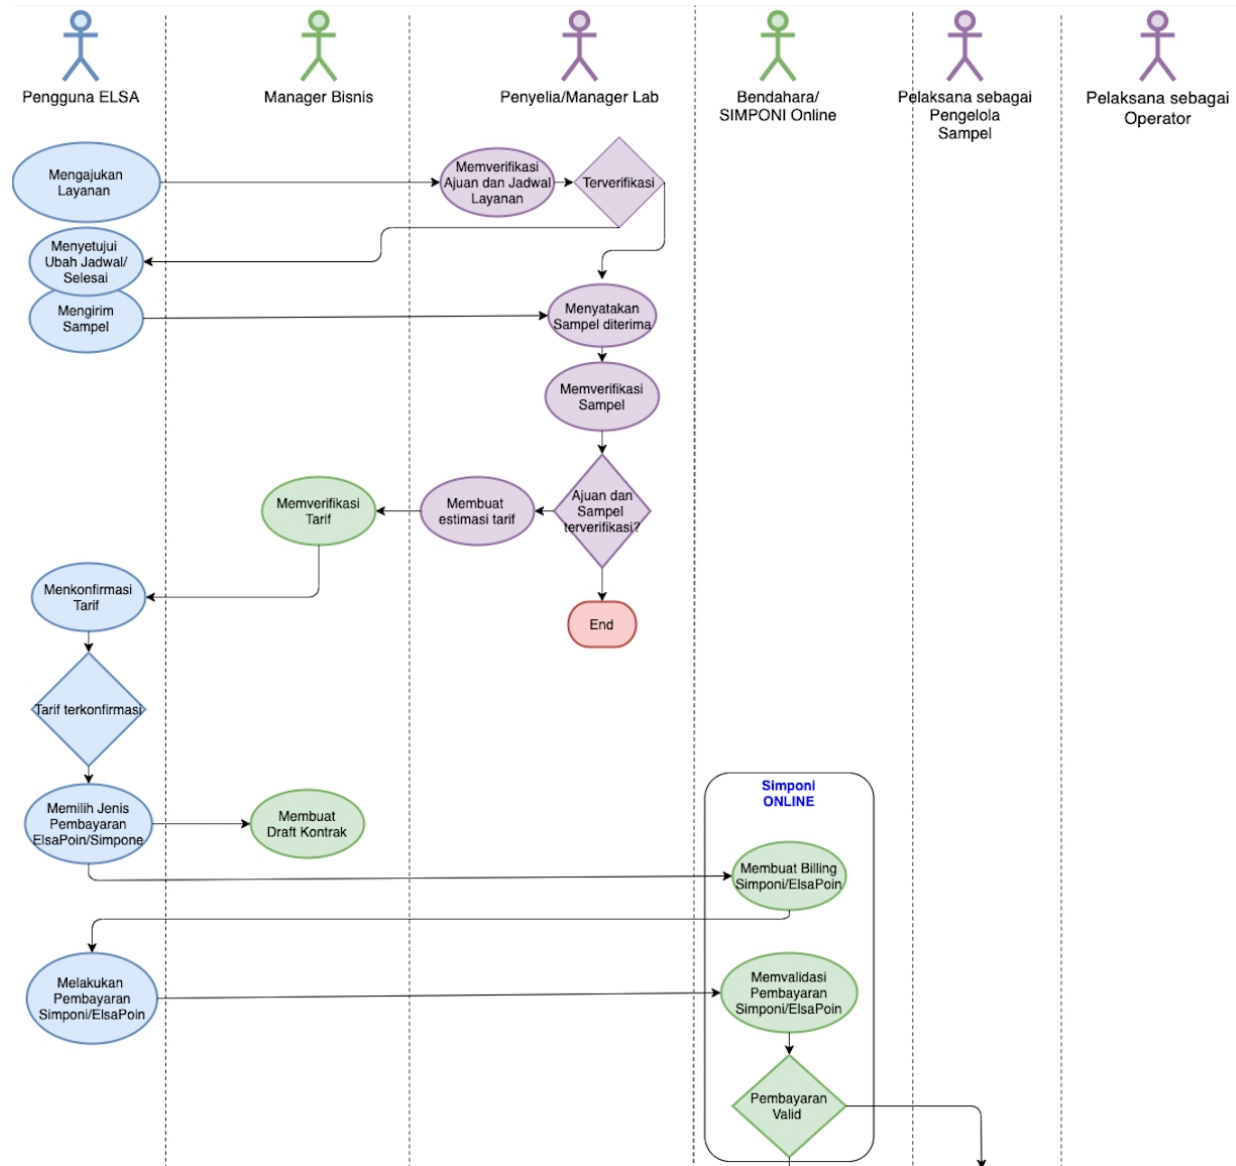 Pengguna ELSA
Manager Bisnis
Penyelia/Manager Lab
Bendahara/
SIMPONI Online
Pelaksana sebagai
Pengelola
Sampel
Pelaksana sebagai
Operator
Mengajukan
Layanan
Memverifikasi
Ajuan dan Jadwal
Layanan
Terverifikasi
Menyetujui
Ubah Jadwal/
Selesai
Mengirim
Sampel
Menyatakan
Sampel diterima
Memverifikasi
Sampel
Ajuan dan
Sampel
terverifikasi?
Membuat
estimasi tarif
Memverifikasi
Tarif
End
Menkonfirmasi
Tarif
Tarif terkonfirmasi
Memilih Jenis
Pembayaran
ElsaPoin/Simpone
Membuat
Draft Kontrak
Simponi
ONLINE
Membuat Billing
Simponi/ElsaPoin
Melakukan
Pembayaran
Simponi/ElsaPoin
Memvalidasi
Pembayaran
Simponi/ElsaPoin
Pembayaran
Valid